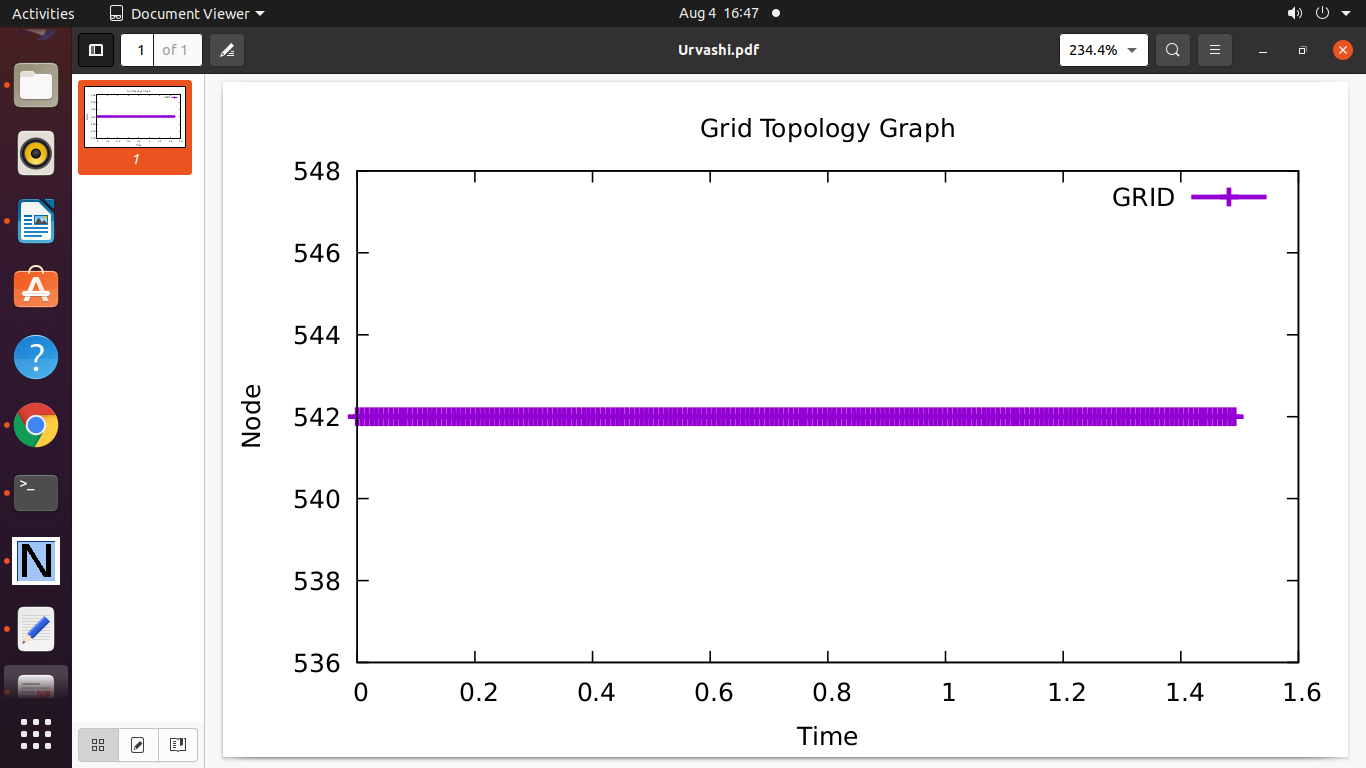 Activities Document Viewer Aug 4 16:47
1 of 1 Urvashi.pdf 234.4%
1
Grid Topology Graph
GRID
548
546
544
542
540
538
536
Node
0 0.2 0.4 0.6 0.8 1 1.2 1.4 1.6
Time
>_
N